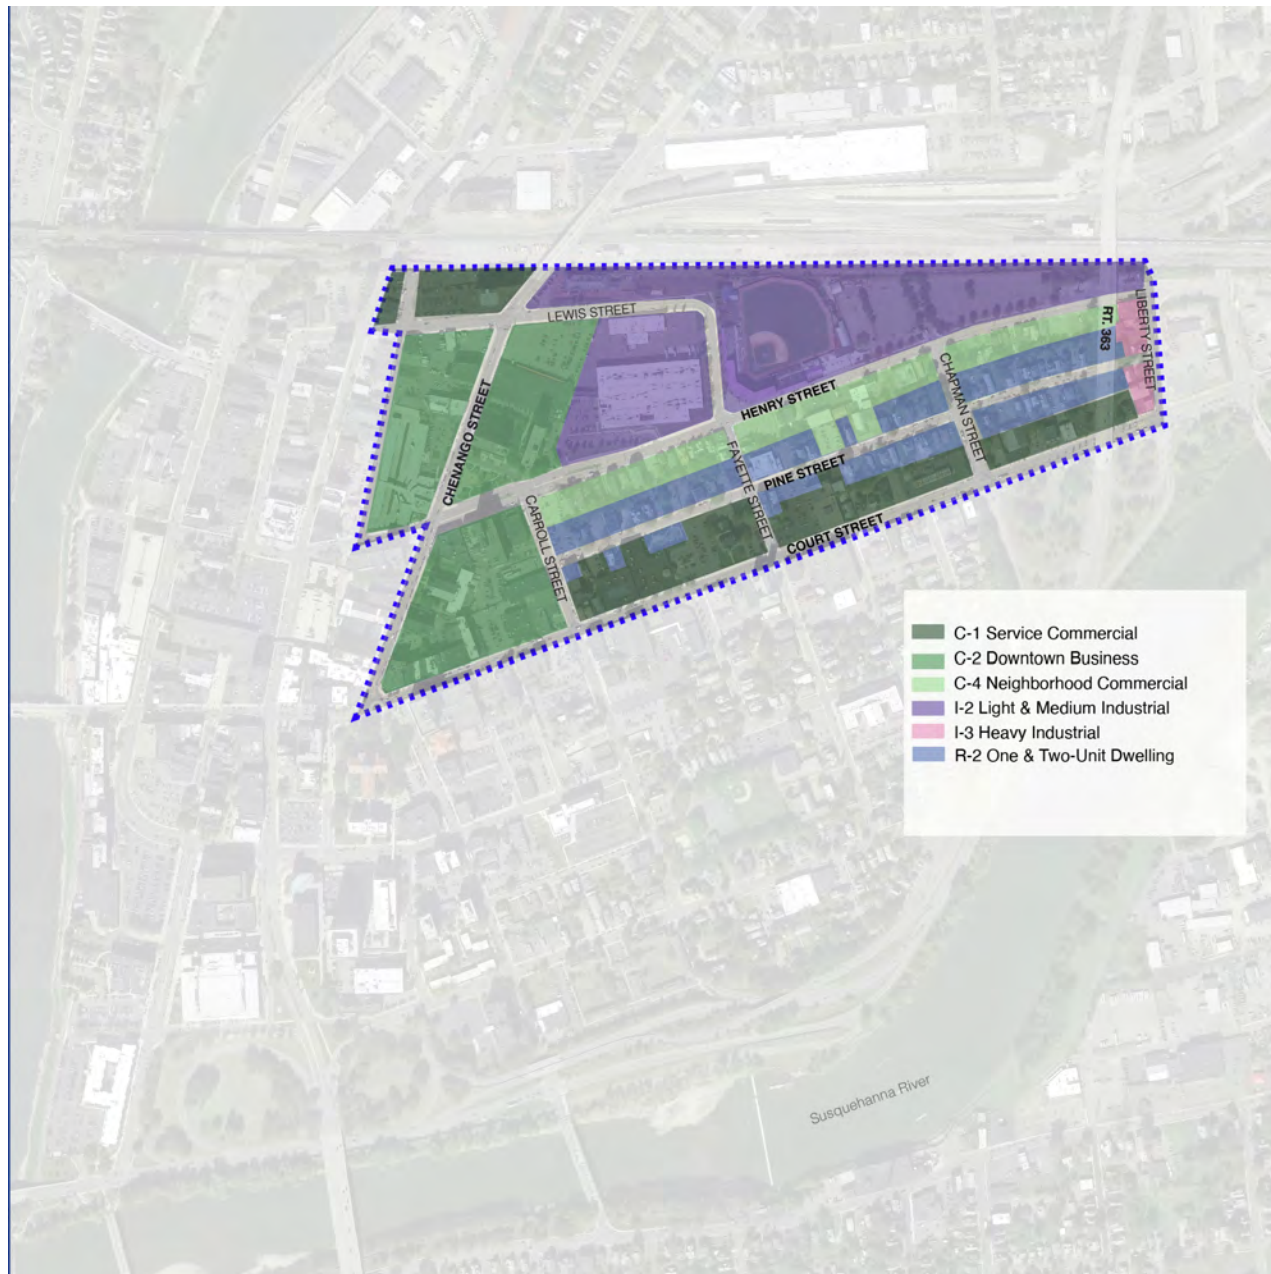 LEWIS STREET
LIBERTY STREET
RT. 363
CHENANGO STREET
HENRY STREET
CHAPMAN STREET
FAYETTE STREET
PINE STREET
CARROLL STREET
COURT STREET
C-1 Service Commercial
C-2 Downtown Business
C-4 Neighborhood Commercial
I-2 Light & Medium Industrial
I-3 Heavy Industrial
R-2 One & Two-Unit Dwelling
Susquehanna River